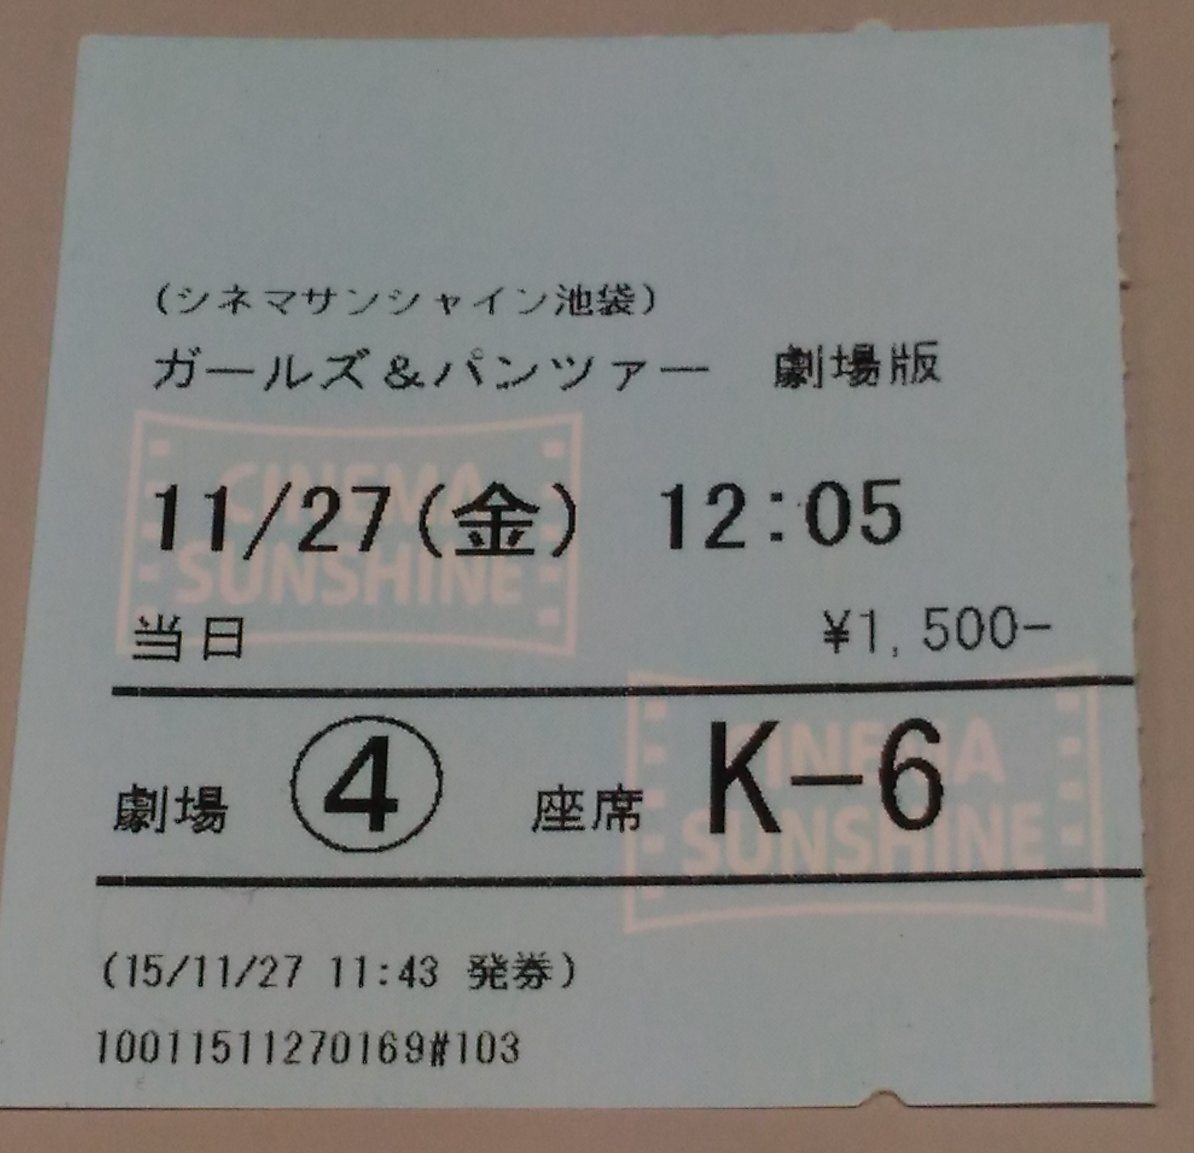 (シネマサンシャイン池袋)
ガールズ&パンツァー 劇場版
CINEMA
SUNSHINE
11/27(金) 12:05
当日 ¥1,500-
CINEMA
SUNSHINE
劇場 ④ 座席 K-6
(15/11/27 11:43 発券)
10011511270169#103